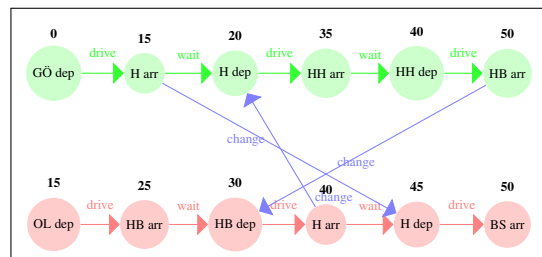 0 15 20 35 40 50
drive wait drive wait drive
GÖ dep H arr H dep HH arr HH dep HB arr
change change
15 25 30 40 45 50
drive wait drive change wait drive
OL dep HB arr HB dep H arr H dep BS arr